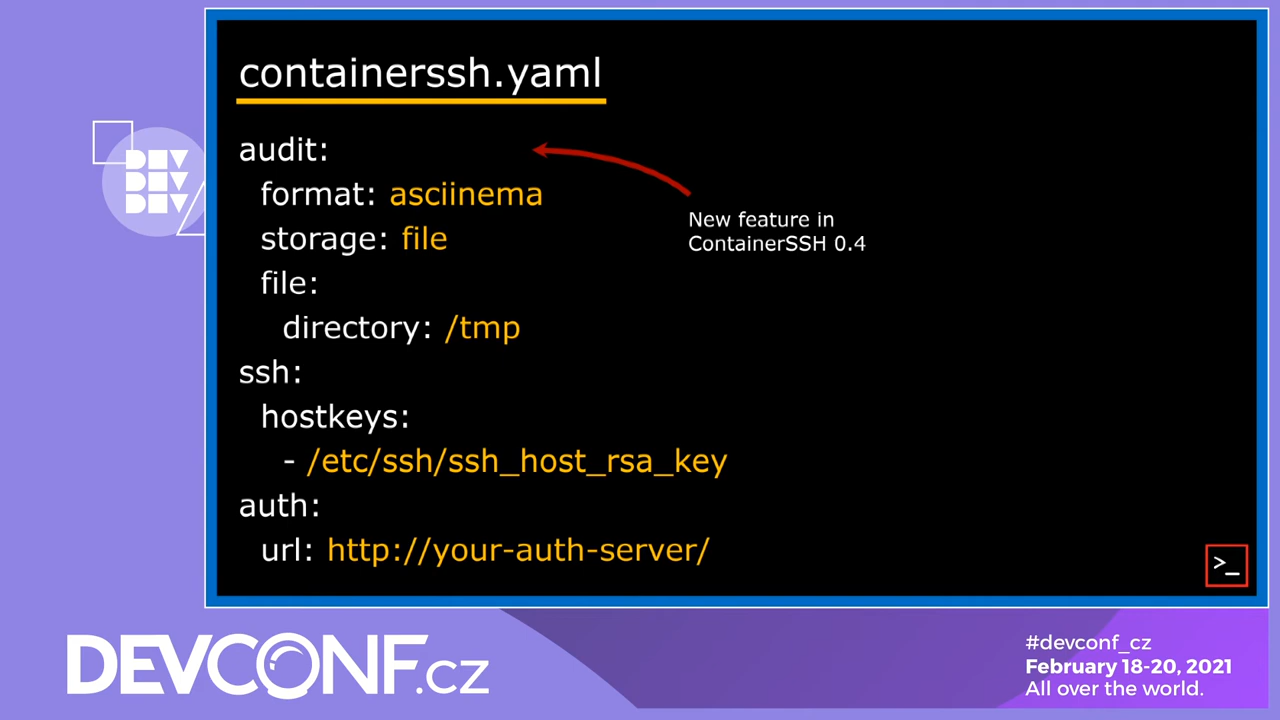 containerssh.yaml
audit:
format: asciinema
storage: file
file:
directory: /tmp
ssh:
hostkeys:
- /etc/ssh/ssh_host_rsa_key
auth:
url: http://your-auth-server/
New feature in
ContainerSSH 0.4
>_
DEV
DEV
DEV
DEVCONF.cz
#devconf_cz
February 18-20, 2021
All over the world.